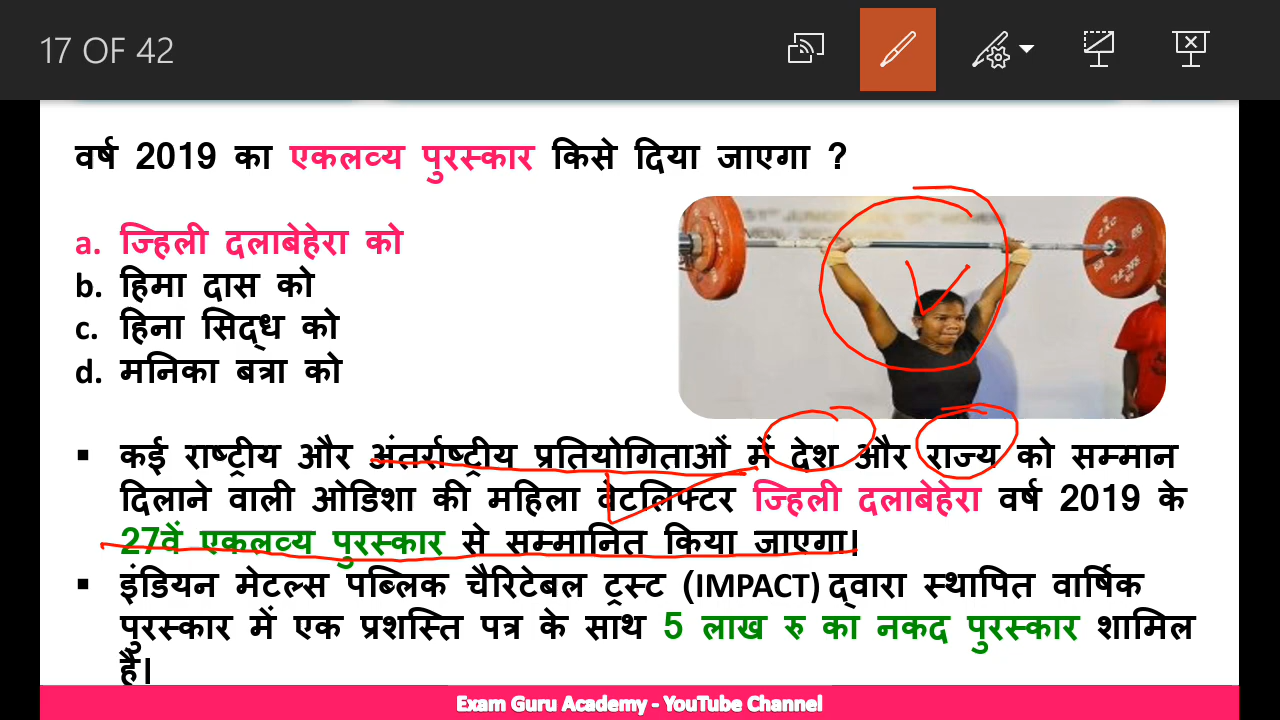 17 OF 42
वर्ष 2019 का एकलव्य पुरस्कार किसे दिया जाएगा ?
a. ज्हिली दलाबेहेरा को
b. हिमा दास को
c. हिना सिद्धध को
d. मनिका बत्रा को
▪ कई राष्ट्रीय और अंतर्राष्ट्रीय प्रतियोगिताओं में देश और राज्य को सम्मान
दिलाने वाली ओडिशा की महिला वेटलिफ्टर ज्हिली दलाबेहेरा वर्ष 2019 के
27वें एकलव्य पुरस्कार से सम्मानित किया जाएगा।
▪ इंडियन मेटल्स पब्लिक चैरिटेबल ट्रस्ट (IMPACT) द्वारा स्थापित वार्षिक
पुरस्कार में एक प्रशस्ति पत्र के साथ 5 लाख रु का नकद पुरस्कार शामिल
है।
Exam Guru Academy - YouTube Channel